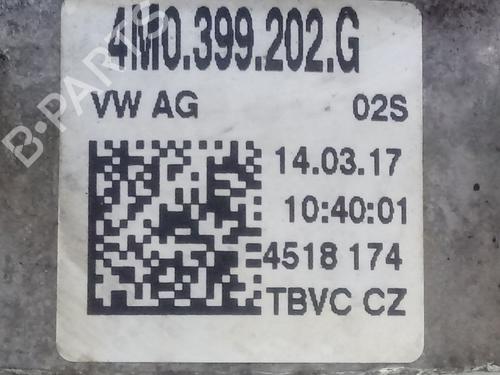 4M0.399.202.G
VW AG 02S
14.03.17
10:40:01
4518 174
TBVC CZ
B-PARTS